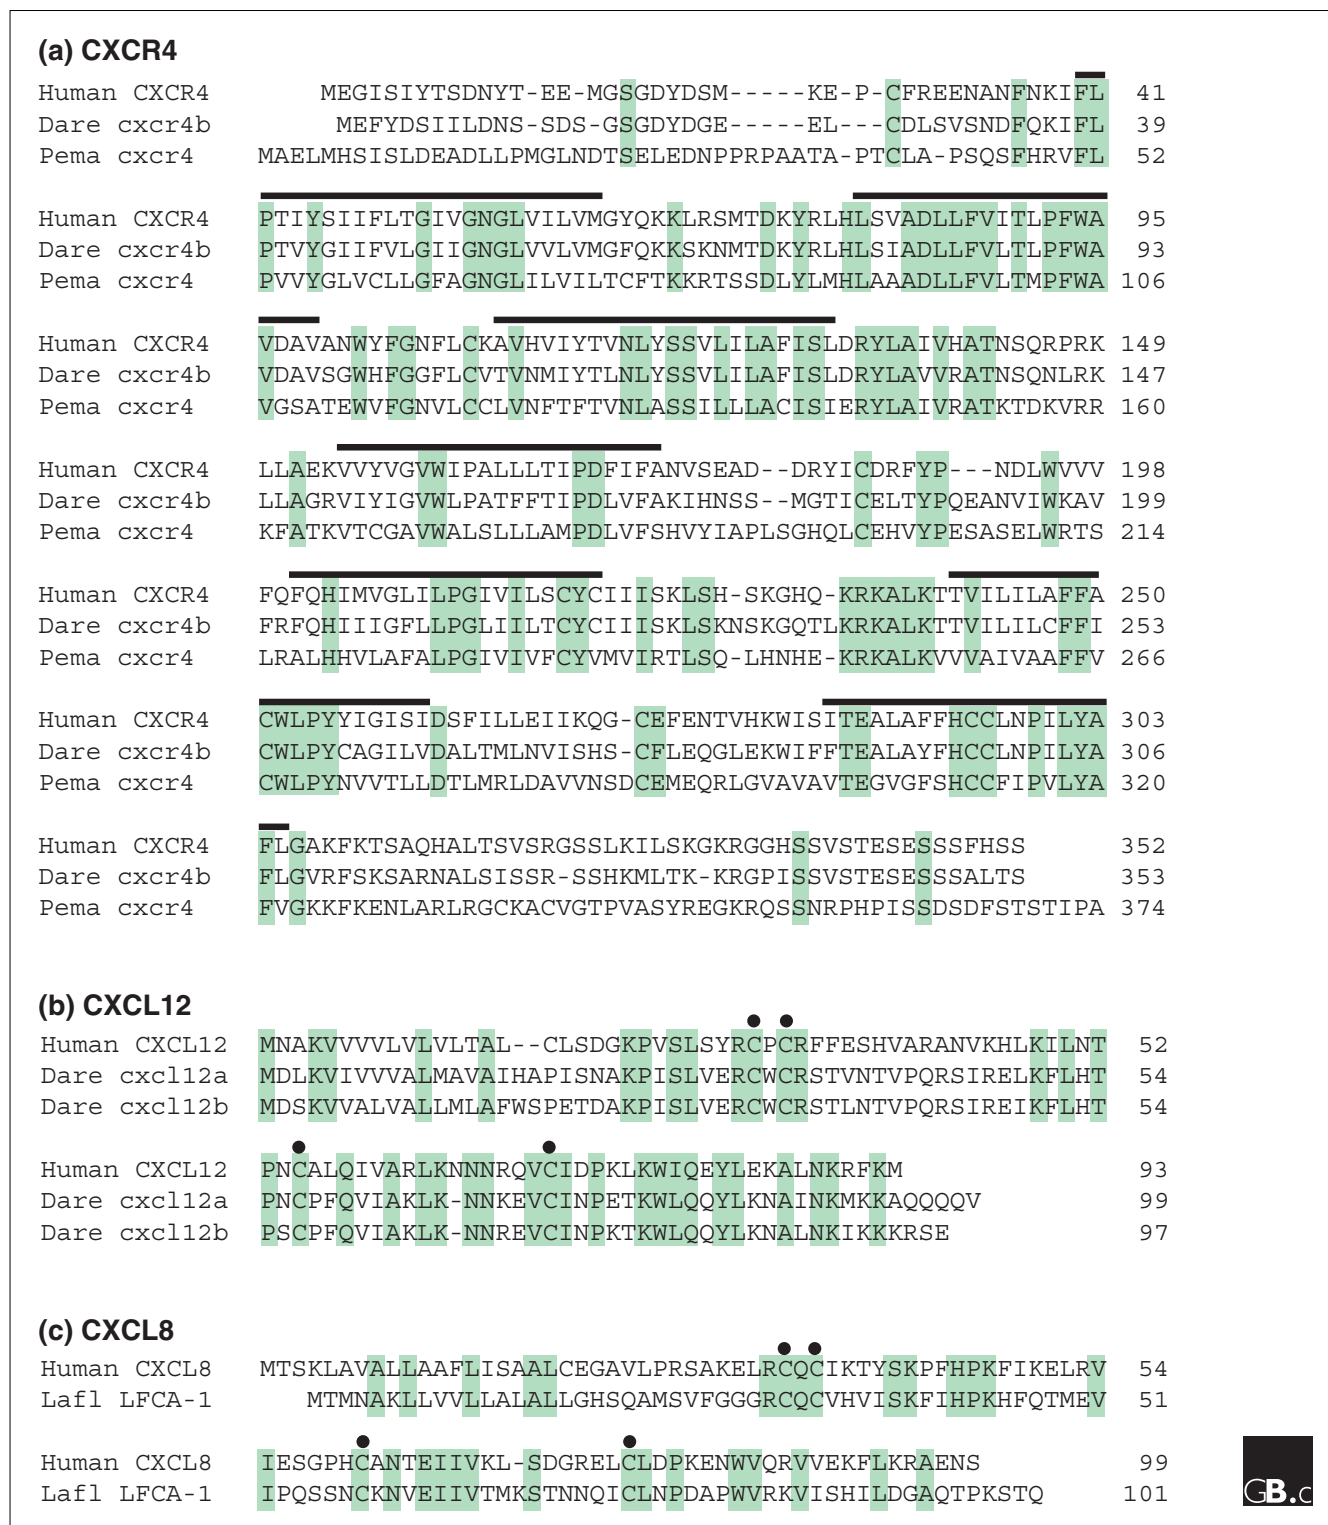 (a) CXCR4
Human CXCR4 MEGISIYTSDNYT-EE-MGSGDYDSM-----KE-P-CFREENANFNKIFL 41
Dare cxcr4b MEFYDSIILDNS-SDS-GSGDYDGE-----EL---CDLSVSNDFQKIFL 39
Pema cxcr4 MAELMHSISLDEADLLPMGLNDTSELEDNPPRPAATA-PTCLA-PSQSFHRVFL 52
Human CXCR4 PTIYSIIFLTGIVGNGLVILVMGYQKKLRSMTDKYRLHLSVADLLFVITLPFWA 95
Dare cxcr4b PTVYGIIFVLGIIGNGLVVLVMGFQKKSKNMTDKYRLHLSIADLLFVLTLPFWA 93
Pema cxcr4 PVVYGLVCLLGFAGNGLILVILTCFTKKRTSSDLYLMHLAAADLLFVLTMPFWA 106
Human CXCR4 VDAVANWYFGNFLCKAVHVIYTVNLYSSVLILAFISLDRYLAIVHATNSQRPRK 149
Dare cxcr4b VDAVSGWHFGGFLCVTVNMIYTLNLYSSVLILAFISLDRYLAVVRATNSQNLRK 147
Pema cxcr4 VGSATEWVFGNVLCCLVNFTFTVNLASSILLLACISIERYLAIVRATKTDKVRR 160
Human CXCR4 LLAEKVVYVGVWIPALLLTIPDFIFANVSEAD--DRYICDRFYP---NDLWVVV 198
Dare cxcr4b LLAGRVIYIGVWLPATFFTIPDLVFAKIHNSS--MGTICELTYPQEANVIWKAV 199
Pema cxcr4 KFATKVTCGAVWALSLLLAMPDLVFSHVYIAPLSGHQLCEHVYPESASELWRTS 214
Human CXCR4 FQFQHIMVGLILPGIVILSCYCIIISKLSH-SKGHQ-KRKALKTTVILILAFFA 250
Dare cxcr4b FRFQHIIIGFLLPGLIILTCYCIIISKLSKNSKGQTLKRKALKTTVILILCFFI 253
Pema cxcr4 LRALHHVLAFALPGIVIVFCYVMVIRTLSQ-LHNHE-KRKALKVVVAIVAAFFV 266
Human CXCR4 CWLPYYIGISIDSFILLEIIKQG-CEFENTVHKWISITEALAFFHCCLNPILYA 303
Dare cxcr4b CWLPYCAGILVDALTMLNVISHS-CFLEQGLEKWIFFTEALAYFHCCLNPILYA 306
Pema cxcr4 CWLPYNVVTLLDTLMRLDAVVNSDCEMEQRLGVAVAVTEGVGFSHCCFIPVLYA 320
Human CXCR4 FLGAKFKTSAQHALTSVSRGSSLKILSKGKRGGHSSVSTESESSSFHSS 352
Dare cxcr4b FLGVRFSKSARNALSISSR-SSHKMLTK-KRGPISSVSTESESSSALTS 353
Pema cxcr4 FVGKKFKENLARLRGCKACVGTPVASYREGKRQSSNRPHPISSDSDFSTSTIPA 374
(b) CXCL12
Human CXCL12 MNAKVVVVLVLVLTAL--CLSDGKPVSLSYRCPCRFFESHVARANVKHLKILNT 52
Dare cxcl12a MDLKVIVVVALMAVAIHAPISNAKPISLVERCWCRSTVNTVPQRSIRELKFLHT 54
Dare cxcl12b MDSKVVALVALLMLAFWSPETDAKPISLVERCWCRSTLNTVPQRSIREIKFLHT 54
Human CXCL12 PNCALQIVARLKNNNRQVCIDPKLKWIQEYLEKALNKRFKM 93
Dare cxcl12a PNCPFQVIAKLK-NNKEVCINPETKWLQQYLKNAINKMKKAQQQQV 99
Dare cxcl12b PSCPFQVIAKLK-NNREVCINPKTKWLQQYLKNALNKIKKKRSE 97
(c) CXCL8
Human CXCL8 MTSKLAVALLAAFLISAALCEGAVLPRSAKELRCQCIKTYSKPFHPKFIKELRV 54
Lafl LFCA-1 MTMNAKLLVVLLALALLGHSQAMSVFGGGRCQCVHVISKFIHPKHFQTMEV 51
Human CXCL8 IESGPHCANTEIIVKL-SDGRELCLDPKENWVQRVVEKFLKRAENS 99
Lafl LFCA-1 IPQSSNCKNVEIIVTMKSTNNQICLNPDAPWVRKVISHILDGAQTPKSTQ 101
GB.c